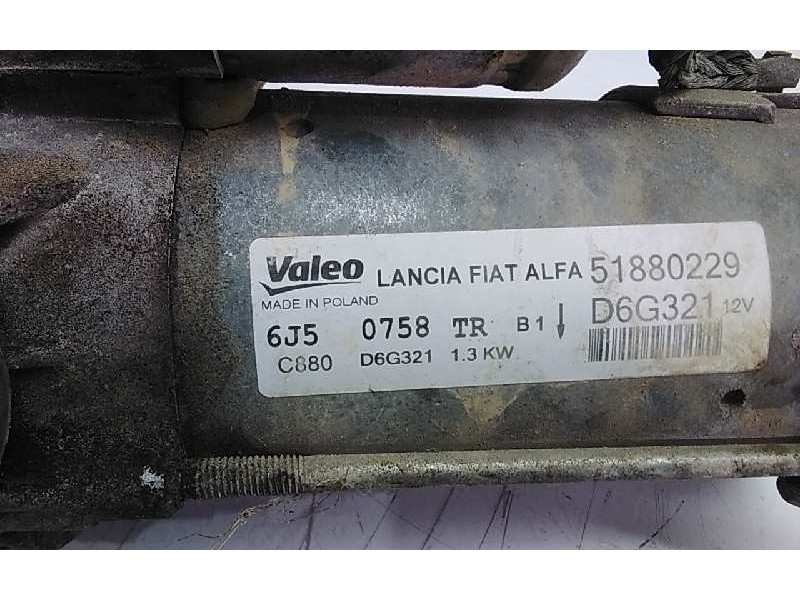 Valeo LANCIA FIAT ALFA 51880229
MADE IN POLAND D6G321 12V
6J5 0758 TR B1↓
C880 D6G321 1.3 KW